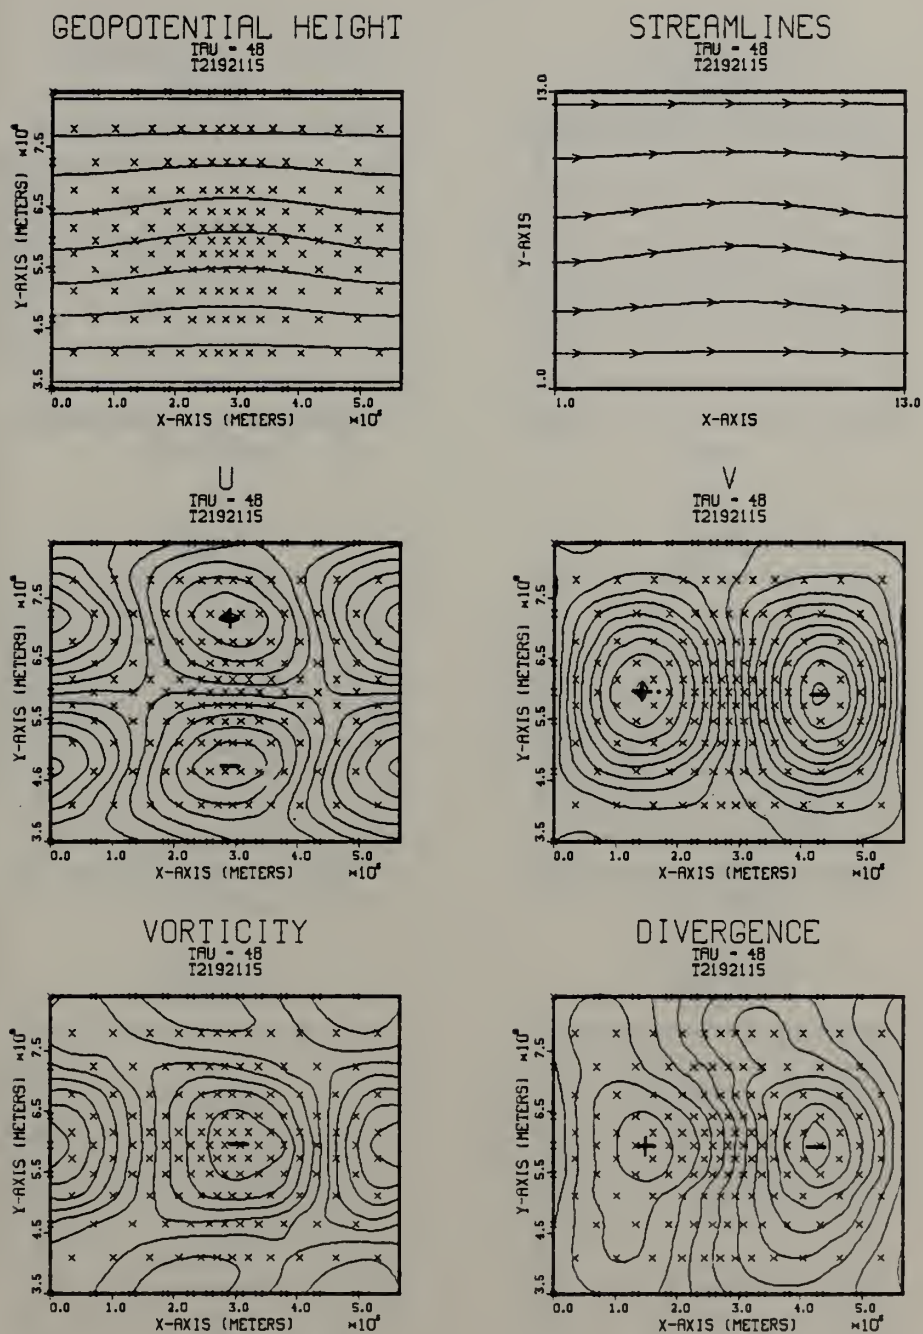 GEOPOTENTIAL HEIGHT
TAU = 48
T2192115
Y-AXIS (METERS) ×10⁶
7.5
6.5
5.5
4.5
3.5
0.0 1.0 2.0 3.0 4.0 5.0
X-AXIS (METERS) ×10⁶
STREAMLINES
TAU = 48
T2192115
13.0
Y-AXIS
1.0
1.0 13.0
X-AXIS
U
TAU = 48
T2192115
Y-AXIS (METERS) ×10⁶
7.5
6.5
5.5
4.5
3.5
0.0 1.0 2.0 3.0 4.0 5.0
X-AXIS (METERS) ×10⁶
V
TAU = 48
T2192115
Y-AXIS (METERS) ×10⁶
7.5
6.5
5.5
4.5
3.5
0.0 1.0 2.0 3.0 4.0 5.0
X-AXIS (METERS) ×10⁶
VORTICITY
TAU = 48
T2192115
Y-AXIS (METERS) ×10⁶
7.5
6.5
5.5
4.5
3.5
0.0 1.0 2.0 3.0 4.0 5.0
X-AXIS (METERS) ×10⁶
DIVERGENCE
TAU = 48
T2192115
Y-AXIS (METERS) ×10⁶
7.5
6.5
5.5
4.5
3.5
0.0 1.0 2.0 3.0 4.0 5.0
X-AXIS (METERS) ×10⁶